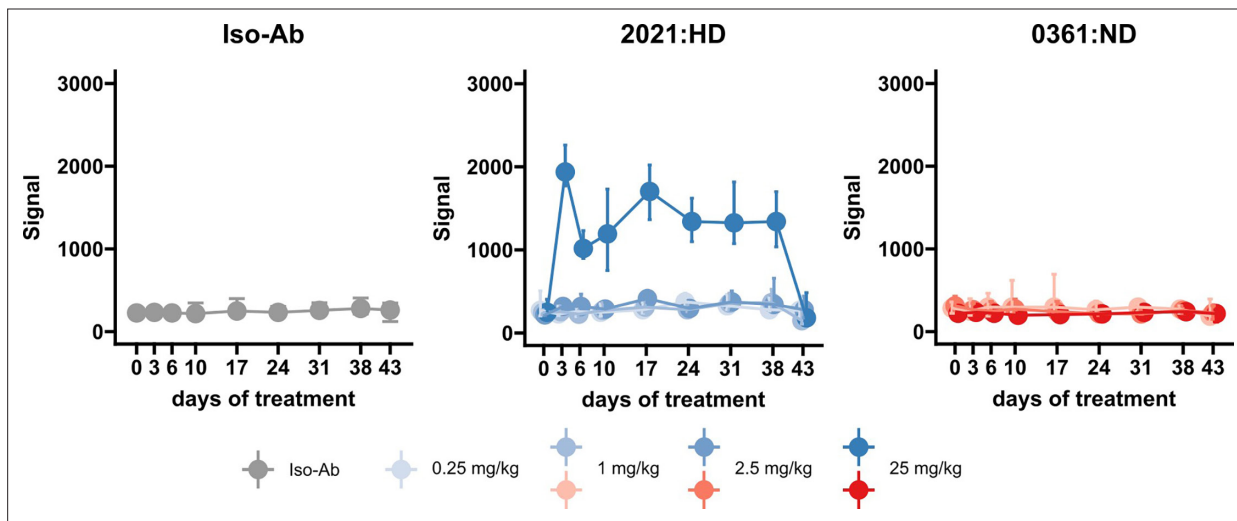 Iso-Ab
2021:HD
0361:ND
3000
2000
1000
0
Signal
0 3 6 10 17 24 31 38 43
days of treatment
3000
2000
1000
0
Signal
0 3 6 10 17 24 31 38 43
days of treatment
3000
2000
1000
0
Signal
0 3 6 10 17 24 31 38 43
days of treatment
Iso-Ab 0.25 mg/kg 1 mg/kg 2.5 mg/kg 25 mg/kg